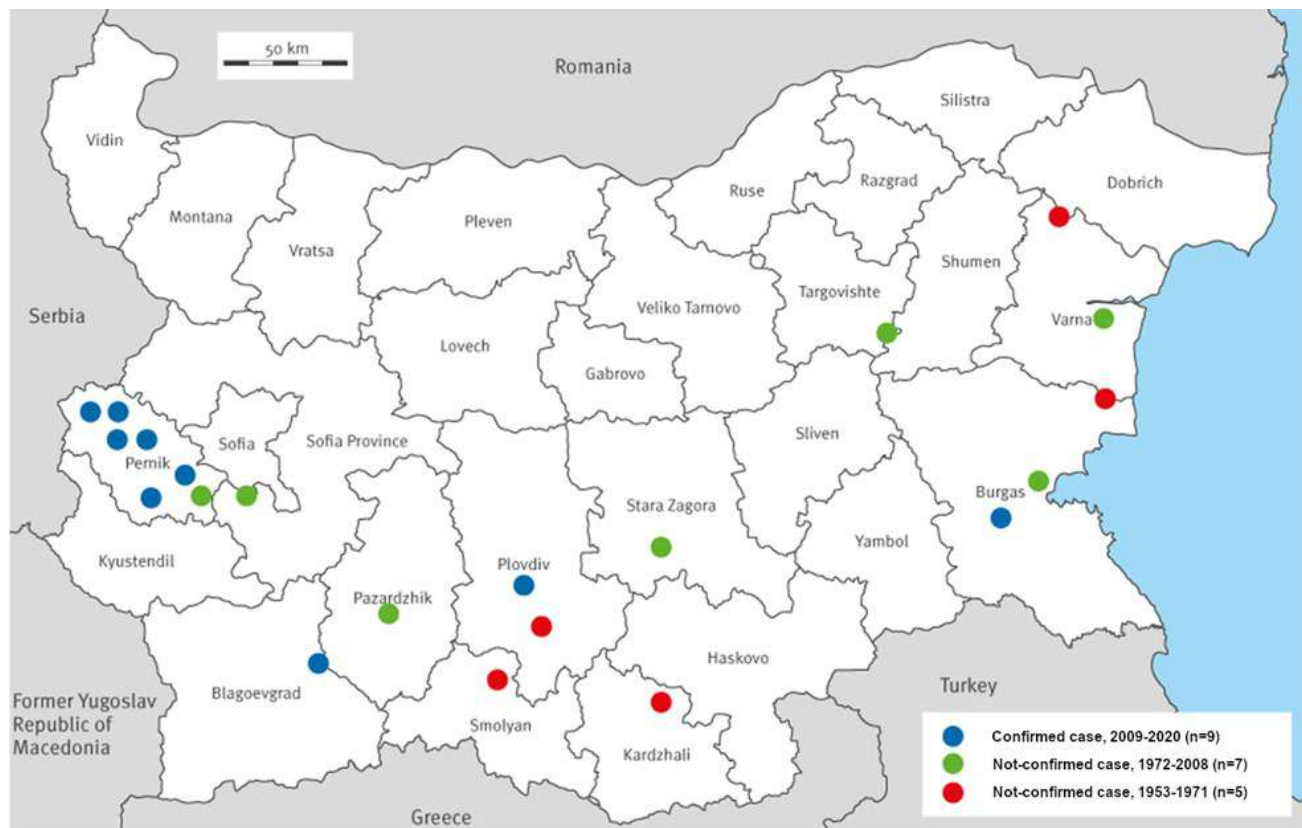 50 km
Romania
Silistra
Vidin
Dobrich
Razgrad
Ruse
Montana
Pleven
Vratsa
Shumen
Targovishte
Veliko Tarnovo
Serbia
Varna
Lovech
Gabrovo
Sliven
Sofia
Sofia Province
Pernik
Burgas
Stara Zagora
Yambol
Kyustendil
Plovdiv
Pazardzhik
Haskovo
Blagoevgrad
Turkey
Former Yugoslav
Republic of
Macedonia
Smolyan
Kardzhali
Confirmed case, 2009-2020 (n=9)
Not-confirmed case, 1972-2008 (n=7)
Not-confirmed case, 1953-1971 (n=5)
Greece